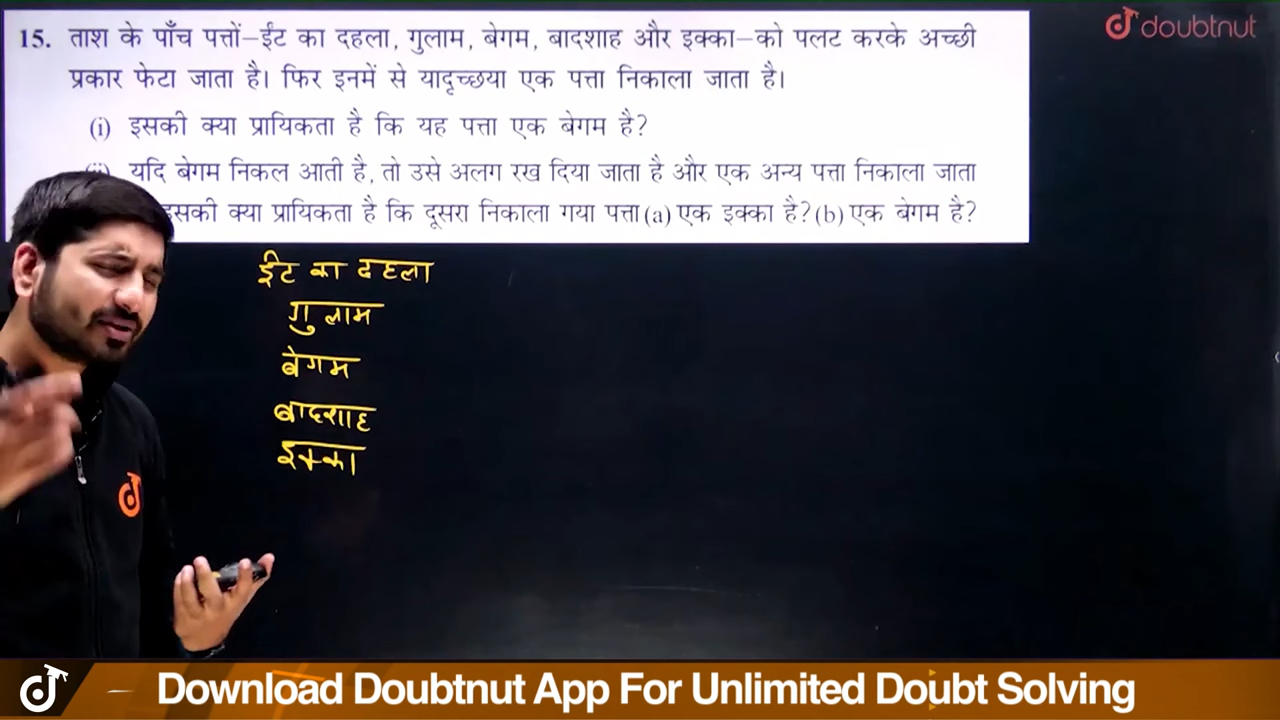 doubtnut
15. ताश के पाँच पत्तों–ईंट का दहला, गुलाम, बेगम, बादशाह और इक्का–को पलट करके अच्छी
प्रकार फेटा जाता है। फिर इनमें से यादृच्छया एक पत्ता निकाला जाता है।
(i) इसकी क्या प्रायिकता है कि यह पत्ता एक बेगम है?
यदि बेगम निकल आती है, तो उसे अलग रख दिया जाता है और एक अन्य पत्ता निकाला जाता
इसकी क्या प्रायिकता है कि दूसरा निकाला गया पत्ता (a) एक इक्का है? (b) एक बेगम है?
ईंट का दहला
गुलाम
बेगम
बादशाह
इक्का
Download Doubtnut App For Unlimited Doubt Solving